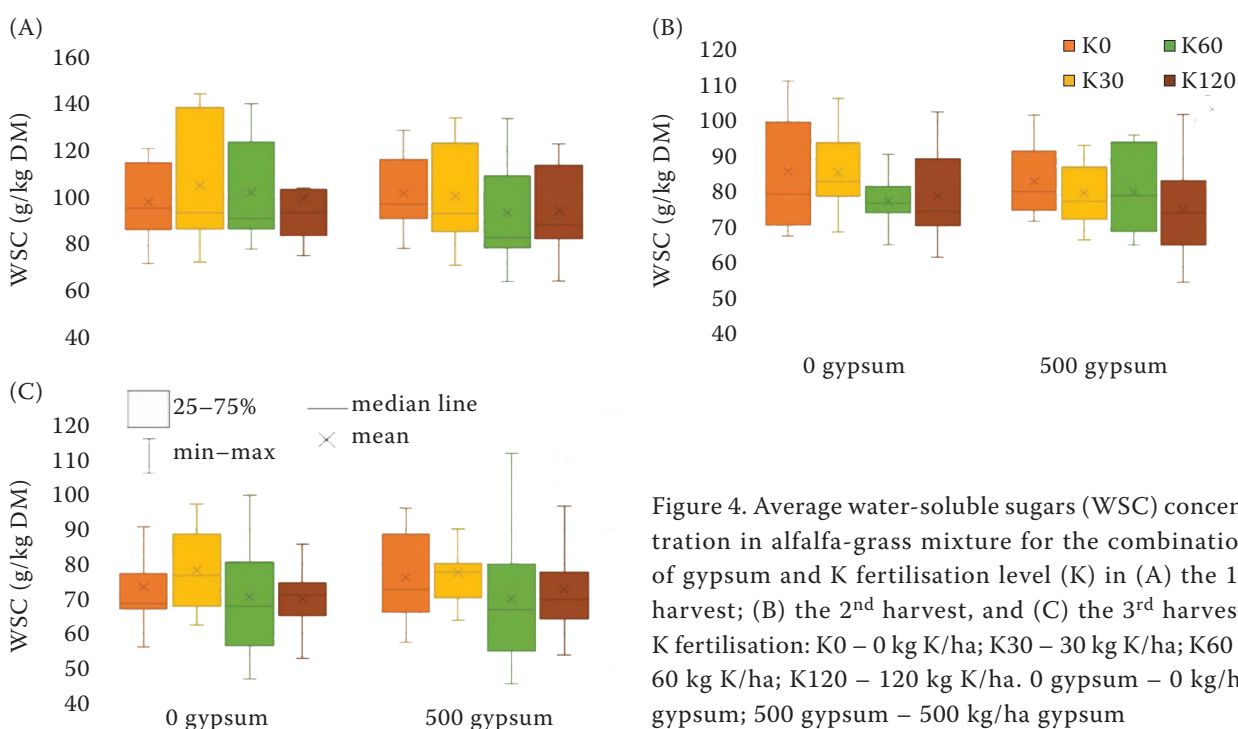 (A)
WSC (g/kg DM)
160
140
120
100
80
60
40
(B)
WSC (g/kg DM)
120
110
100
90
80
70
60
50
40
K0
K60
K30
K120
0 gypsum
500 gypsum
(C)
25–75%
median line
min–max
mean
WSC (g/kg DM)
120
110
100
90
80
70
60
50
40
0 gypsum
500 gypsum
Figure 4. Average water-soluble sugars (WSC) concen
tration in alfalfa-grass mixture for the combination
of gypsum and K fertilisation level (K) in (A) the 1
harvest; (B) the 2nd harvest, and (C) the 3rd harves
K fertilisation: K0 – 0 kg K/ha; K30 – 30 kg K/ha; K60
60 kg K/ha; K120 – 120 kg K/ha. 0 gypsum – 0 kg/h
gypsum; 500 gypsum – 500 kg/ha gypsum